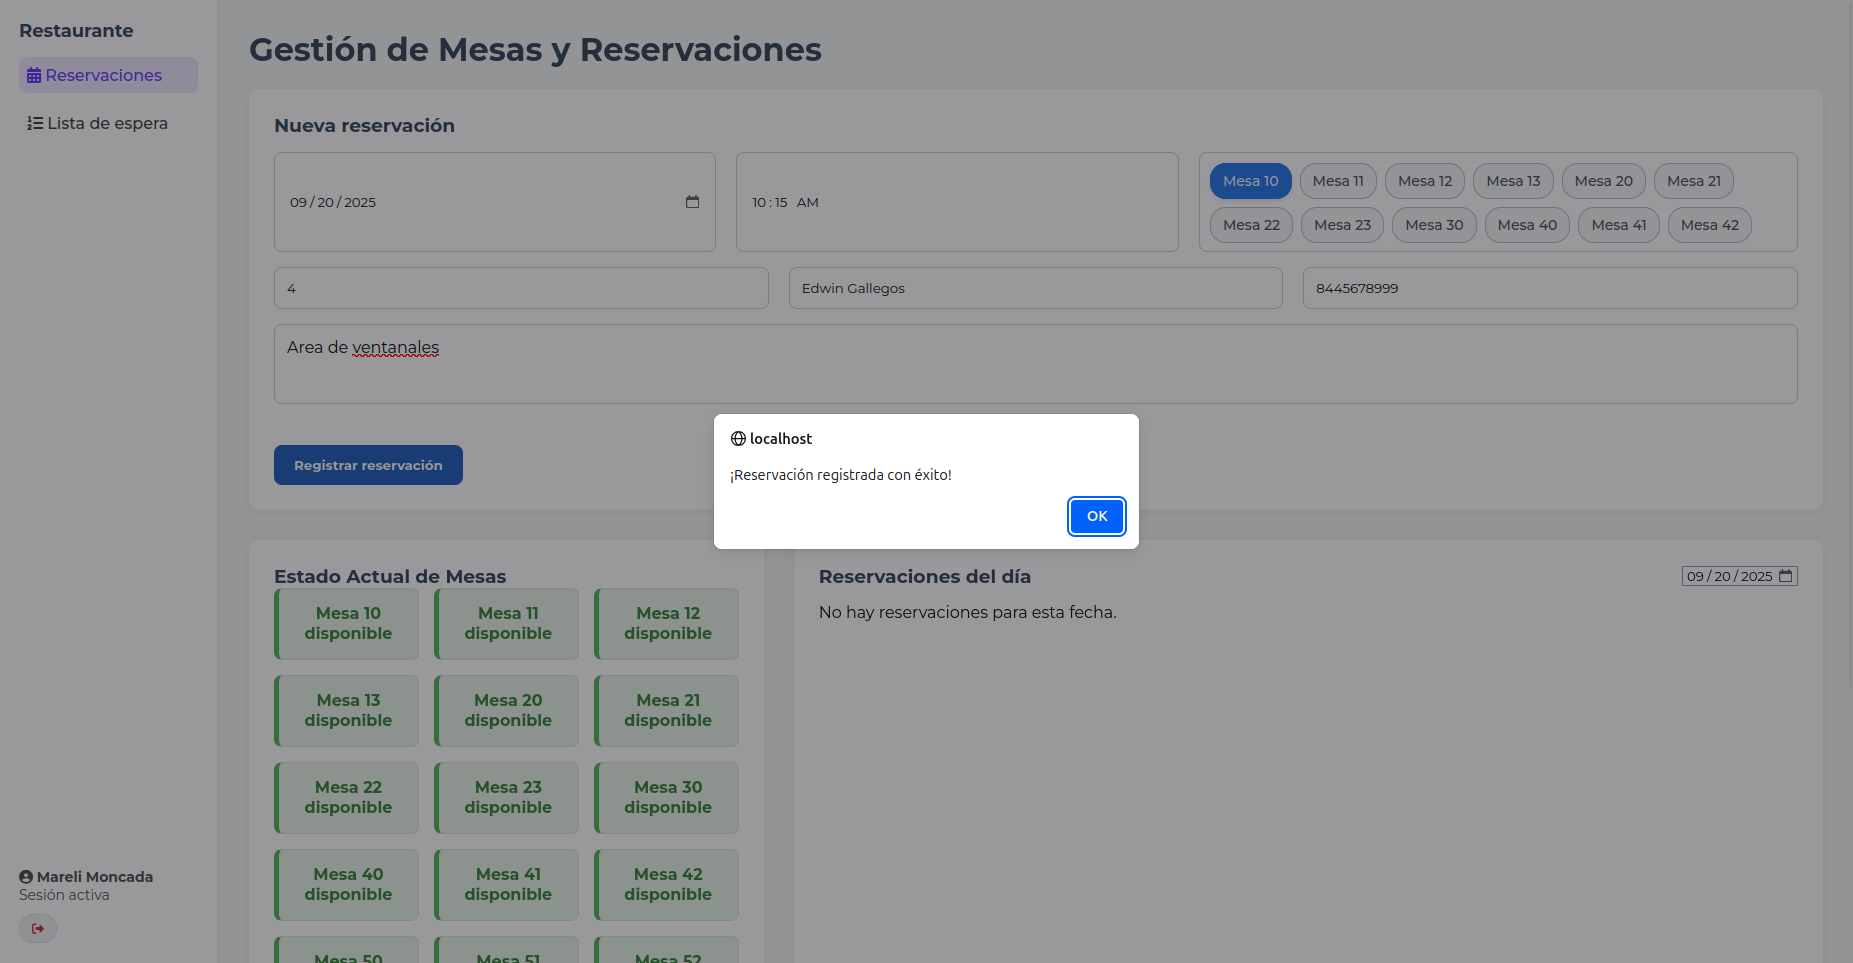 Restaurante
Reservaciones
Lista de espera
Gestión de Mesas y Reservaciones
Nueva reservación
09 / 20 / 2025
10 : 15 AM
Mesa 10 Mesa 11 Mesa 12 Mesa 13 Mesa 20 Mesa 21
Mesa 22 Mesa 23 Mesa 30 Mesa 40 Mesa 41 Mesa 42
4
Edwin Gallegos
8445678999
Area de ventanales
Registrar reservación
localhost
¡Reservación registrada con éxito!
OK
Estado Actual de Mesas
Mesa 10
disponible
Mesa 11
disponible
Mesa 12
disponible
Mesa 13
disponible
Mesa 20
disponible
Mesa 21
disponible
Mesa 22
disponible
Mesa 23
disponible
Mesa 30
disponible
Mesa 40
disponible
Mesa 41
disponible
Mesa 42
disponible
Mesa 50
Mesa 51
Mesa 52
Reservaciones del día
09 / 20 / 2025
No hay reservaciones para esta fecha.
Mareli Moncada
Sesión activa